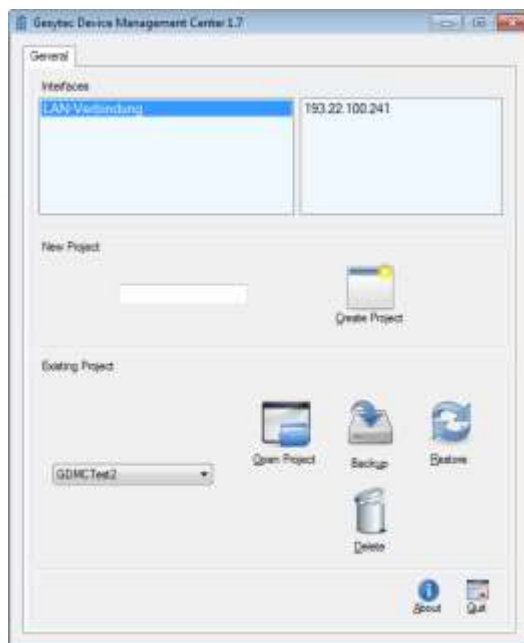 Gesytec Device Management Center 1.7
General
Interfaces
LAN-Verbindung
193.22.100.241
New Project
Create Project
Existing Project
GDMCTest2
Open Project
Backup
Restore
Delete
About
Quit